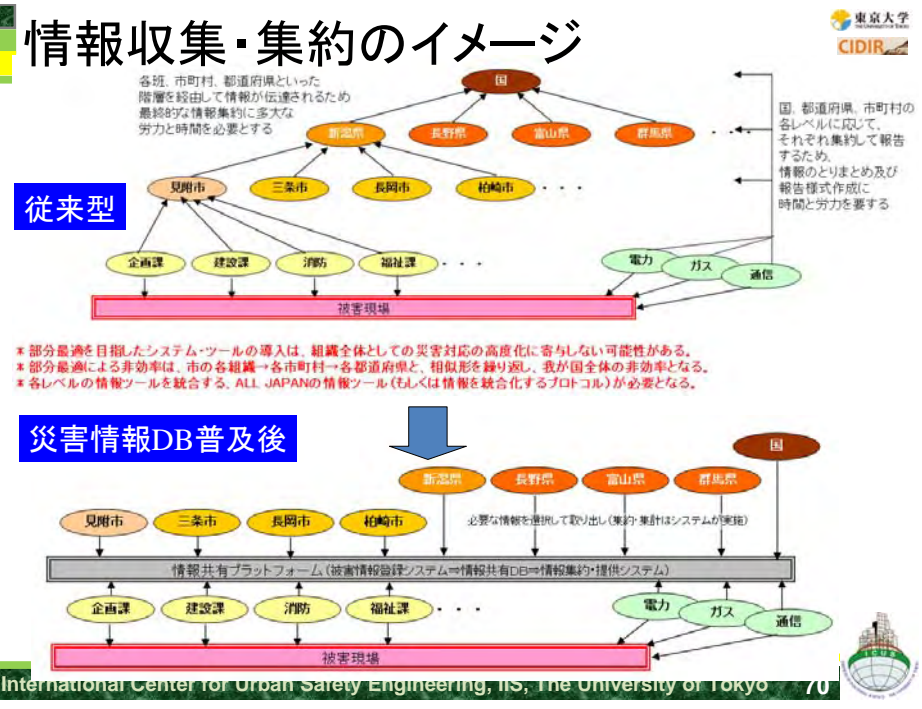 情報収集・集約のイメージ
東京大学
CIDIR
各班、市町村、都道府県といった
階層を経由して情報が伝達されるため
最終的な情報集約に多大な
労力と時間を必要とする
国
新潟県
長野県
富山県
群馬県
・・・
国、都道府県、市町村の
各レベルに応じて、
それぞれ集約して報告
するため、
情報のとりまとめ及び
報告様式作成に
時間と労力を要する
従来型
見附市
三条市
長岡市
柏崎市
・・・
企画課
建設課
消防
福祉課
・・・
電力
ガス
通信
被害現場
* 部分最適を目指したシステム・ツールの導入は、組織全体としての災害対応の高度化に寄与しない可能性がある。
* 部分最適による非効率は、市の各組織→各市町村→各都道府県と、相似形を繰り返し、我が国全体の非効率となる。
* 各レベルの情報ツールを統合する、ALL JAPANの情報ツール(もしくは情報を統合化するプロトコル)が必要となる。
災害情報DB普及後
国
新潟県
長野県
富山県
群馬県
見附市
三条市
長岡市
柏崎市
必要な情報を選択して取り出し(集約・集計はシステムが実施)
情報共有プラットフォーム(被害情報登録システム⇒情報共有DB⇒情報集約・提供システム)
企画課
建設課
消防
福祉課
・・・
電力
ガス
通信
被害現場
International Center for Urban Safety Engineering, IIS, The University of Tokyo
70
ICUS